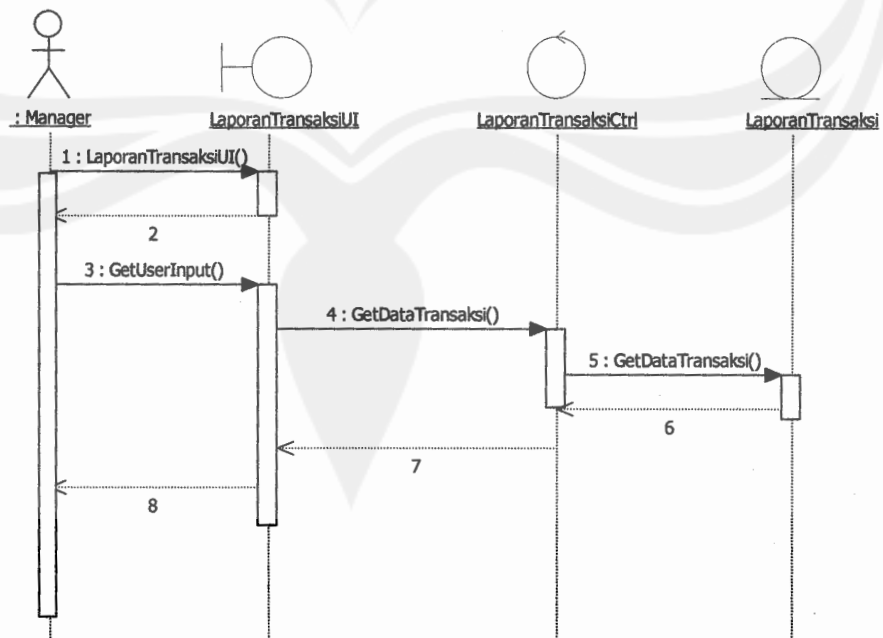 : Manager
LaporanTransaksiUI
LaporanTransaksiCtrl
LaporanTransaksi
1 : LaporanTransaksiUI()
2
3 : GetUserInput()
4 : GetDataTransaksi()
5 : GetDataTransaksi()
6
7
8